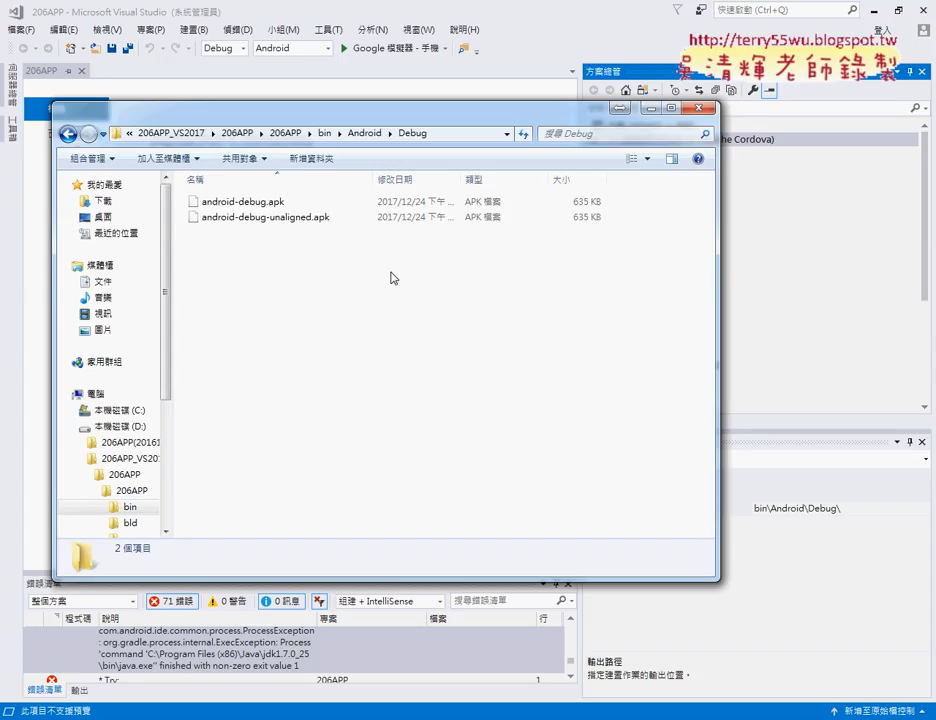 206APP - Microsoft Visual Studio (系統管理員)
快速啟動 (Ctrl+Q)
檔案(F) 編輯(E) 檢視(V) 專案(P) 建置(B) 偵錯(D) 小組(M) 工具(T) 分析(N) 視窗(W) 說明(H)
登入
http://terry55wu.blogspot.tw
吳清輝老師錄製
Debug Android Google 模擬器 - 手機
206APP
方案總管
伺服器總管
工具箱
he Cordova)
206APP_VS2017 206APP 206APP bin Android Debug
搜尋 Debug
組合管理 加入至媒體櫃 共用對象 新增資料夾
名稱 修改日期 類型 大小
android-debug.apk 2017/12/24 下午 ... APK 檔案 635 KB
android-debug-unaligned.apk 2017/12/24 下午 ... APK 檔案 635 KB
我的最愛
下載
桌面
最近的位置
媒體櫃
文件
音樂
視訊
圖片
家用群組
電腦
本機磁碟 (C:)
本機磁碟 (D:)
206APP(20161
206APP_VS20:
206APP
206APP
bin
bld
2 個項目
bin\Android\Debug\
錯誤清單
整個方案 71 錯誤 0 警告 0 訊息 組建 + IntelliSense 搜尋錯誤清單
程式碼 說明 專案 檔案 行
com.android.ide.common.process.ProcessException
: org.gradle.process.internal.ExecException: Process
'command 'C:\Program Files (x86)\Java\jdk1.7.0_25
\bin\java.exe'' finished with non-zero exit value 1
* Try: 206APP 1
錯誤清單 輸出
輸出路徑
指定建置作業的輸出位置。
此項目不支援預覽
新增至原始檔控制